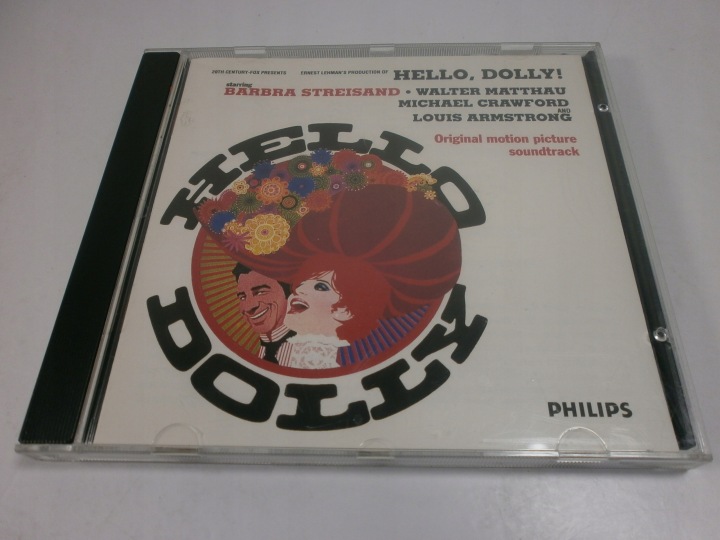 20TH CENTURY-FOX PRESENTS ERNEST LEHMAN'S PRODUCTION OF HELLO, DOLLY!
starring
BARBRA STREISAND • WALTER MATTHAU
MICHAEL CRAWFORD
AND
LOUIS ARMSTRONG
Original motion picture
soundtrack
HELLO
DOLLY
PHILIPS